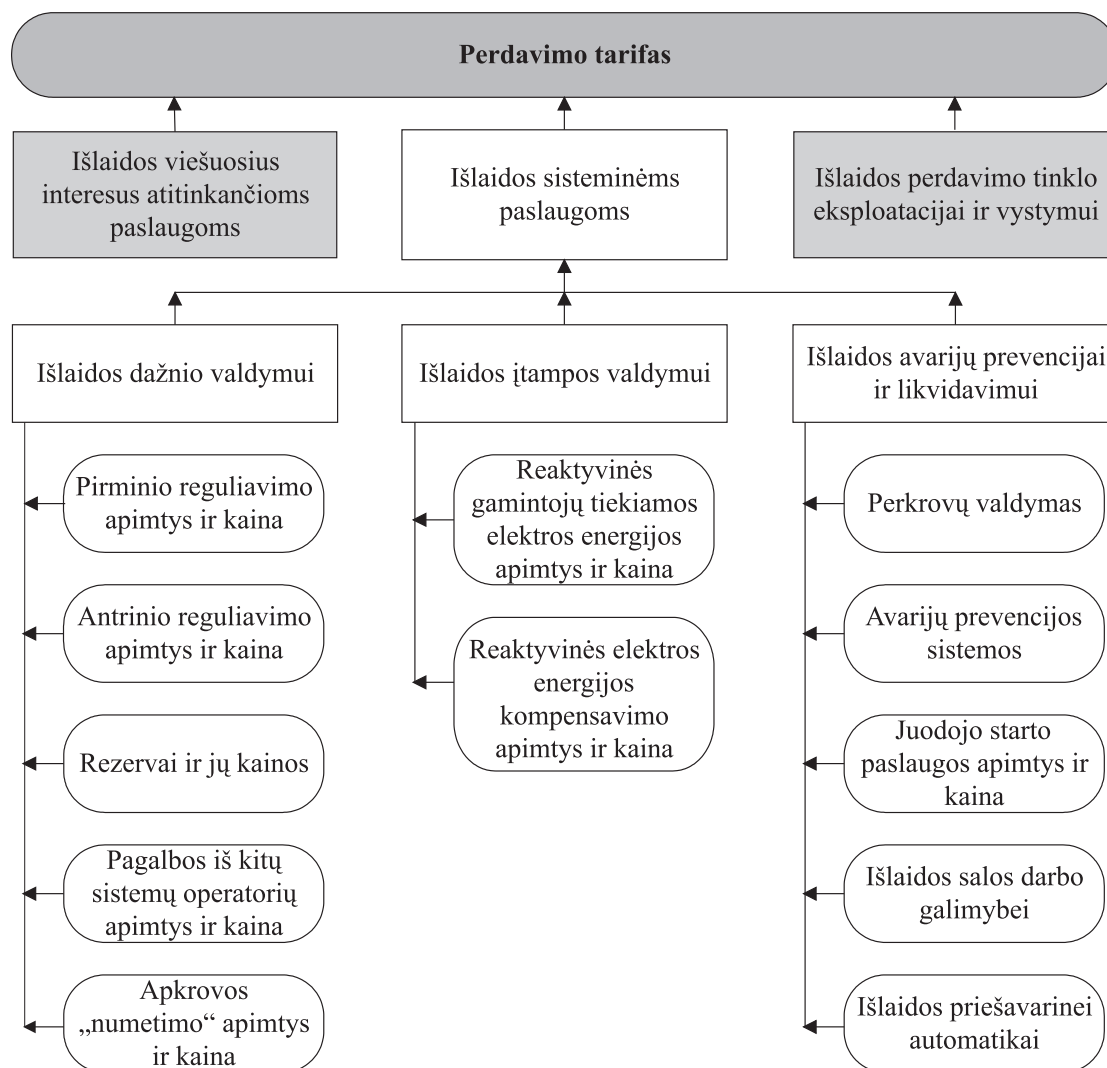 Perdavimo tarifas
Išlaidos viešuosius
interesus atitinkančioms
paslaugoms
Išlaidos sisteminėms
paslaugoms
Išlaidos perdavimo tinklo
eksploatacijai ir vystymui
Išlaidos dažnio valdymui
Išlaidos įtampos valdymui
Išlaidos avarijų prevencijai
ir likvidavimui
Pirminio reguliavimo
apimtys ir kaina
Antrinio reguliavimo
apimtys ir kaina
Rezervai ir jų kainos
Pagalbos iš kitų
sistemų operatorių
apimtys ir kaina
Apkrovos
„numetimo“ apimtys
ir kaina
Reaktyvinės
gamintojų tiekiamos
elektros energijos
apimtys ir kaina
Reaktyvinės elektros
energijos
kompensavimo
apimtys ir kaina
Perkrovų valdymas
Avarijų prevencijos
sistemos
Juodojo starto
paslaugos apimtys ir
kaina
Išlaidos salos darbo
galimybei
Išlaidos priešavarinei
automatikai